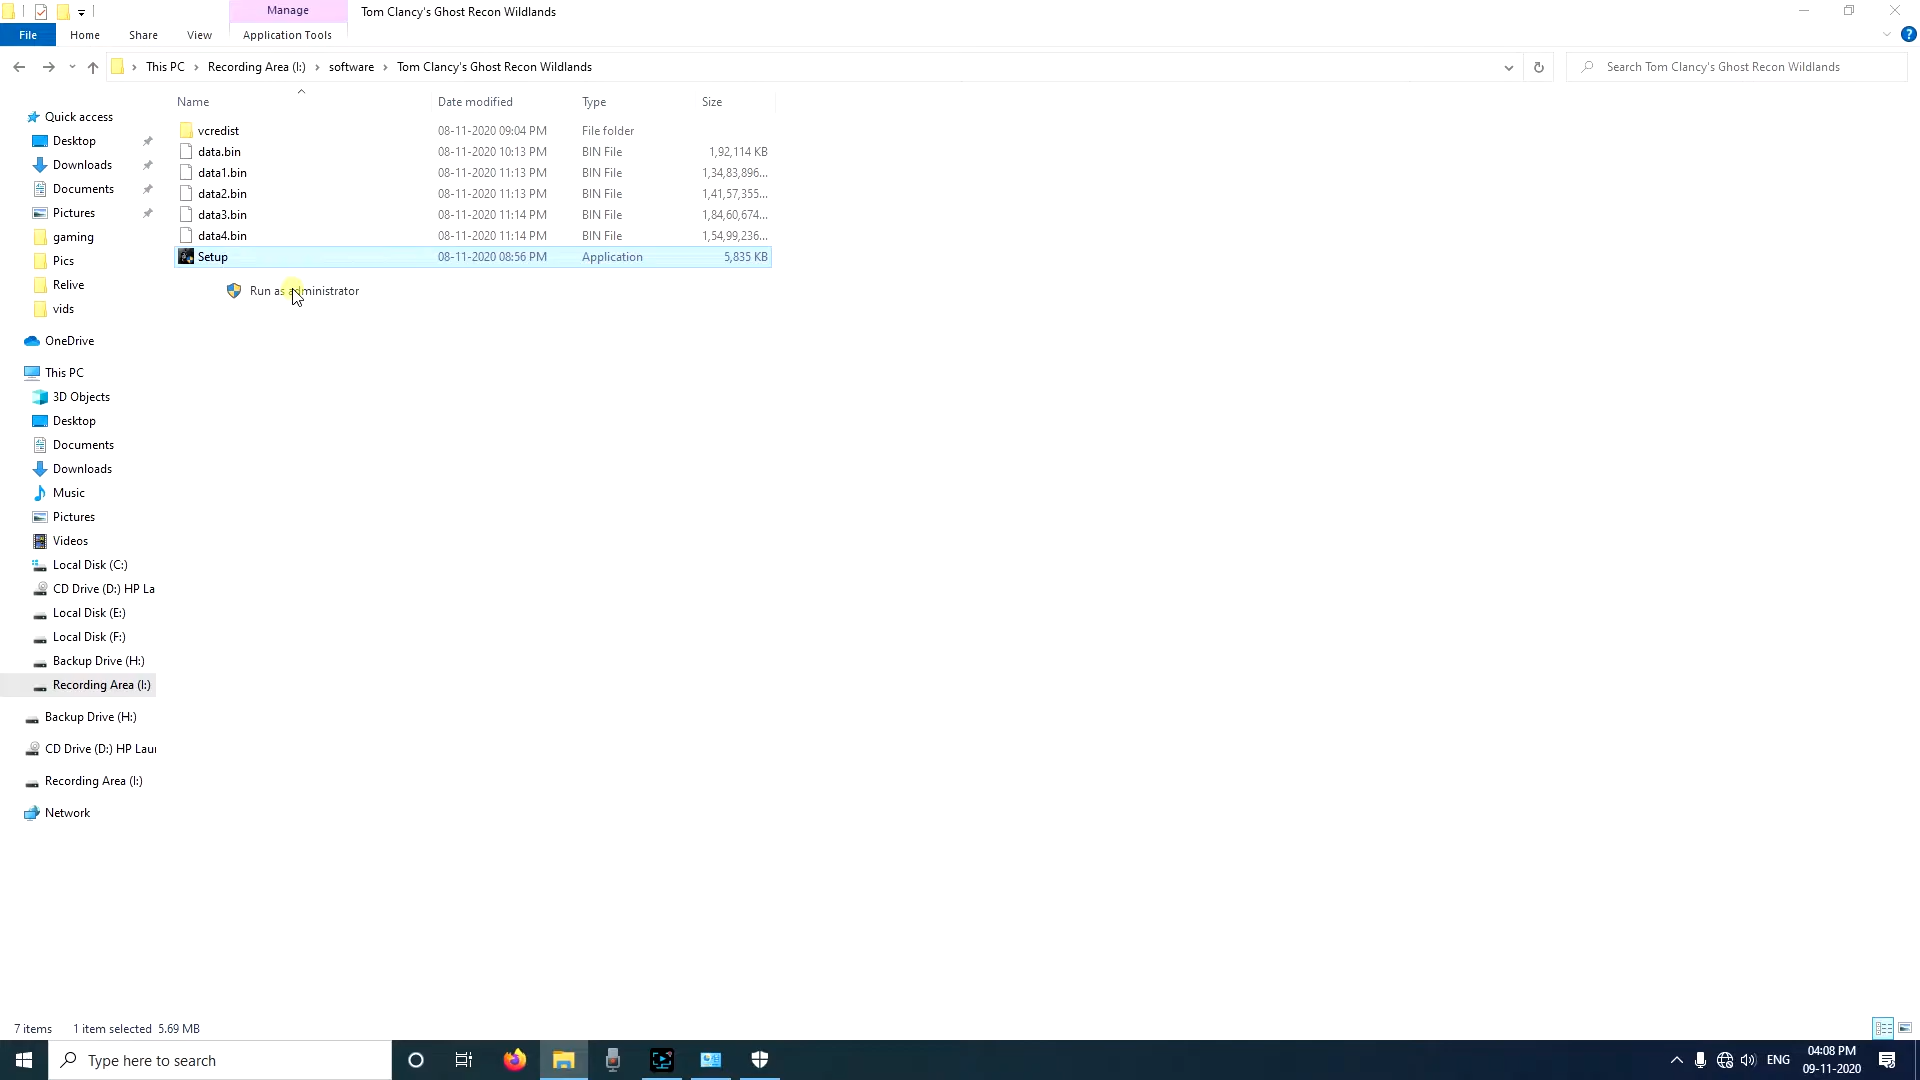 Manage
Tom Clancy's Ghost Recon Wildlands
File
Home
Share
View
Application Tools
This PC
Recording Area (I:)
software
Tom Clancy's Ghost Recon Wildlands
Search Tom Clancy's Ghost Recon Wildlands
Name
Date modified
Type
Size
vcredist
08-11-2020 09:04 PM
File folder
data.bin
08-11-2020 10:13 PM
BIN File
1,92,114 KB
data1.bin
08-11-2020 11:13 PM
BIN File
1,34,83,896...
data2.bin
08-11-2020 11:13 PM
BIN File
1,41,57,355...
data3.bin
08-11-2020 11:14 PM
BIN File
1,84,60,674...
data4.bin
08-11-2020 11:14 PM
BIN File
1,54,99,236...
Setup
08-11-2020 08:56 PM
Application
5,835 KB
Run as administrator
Quick access
Desktop
Downloads
Documents
Pictures
gaming
Pics
Relive
vids
OneDrive
This PC
3D Objects
Desktop
Documents
Downloads
Music
Pictures
Videos
Local Disk (C:)
CD Drive (D:) HP La
Local Disk (E:)
Local Disk (F:)
Backup Drive (H:)
Recording Area (I:)
Backup Drive (H:)
CD Drive (D:) HP Lau
Recording Area (I:)
Network
7 items
1 item selected 5.69 MB
Type here to search
ENG
04:08 PM
09-11-2020